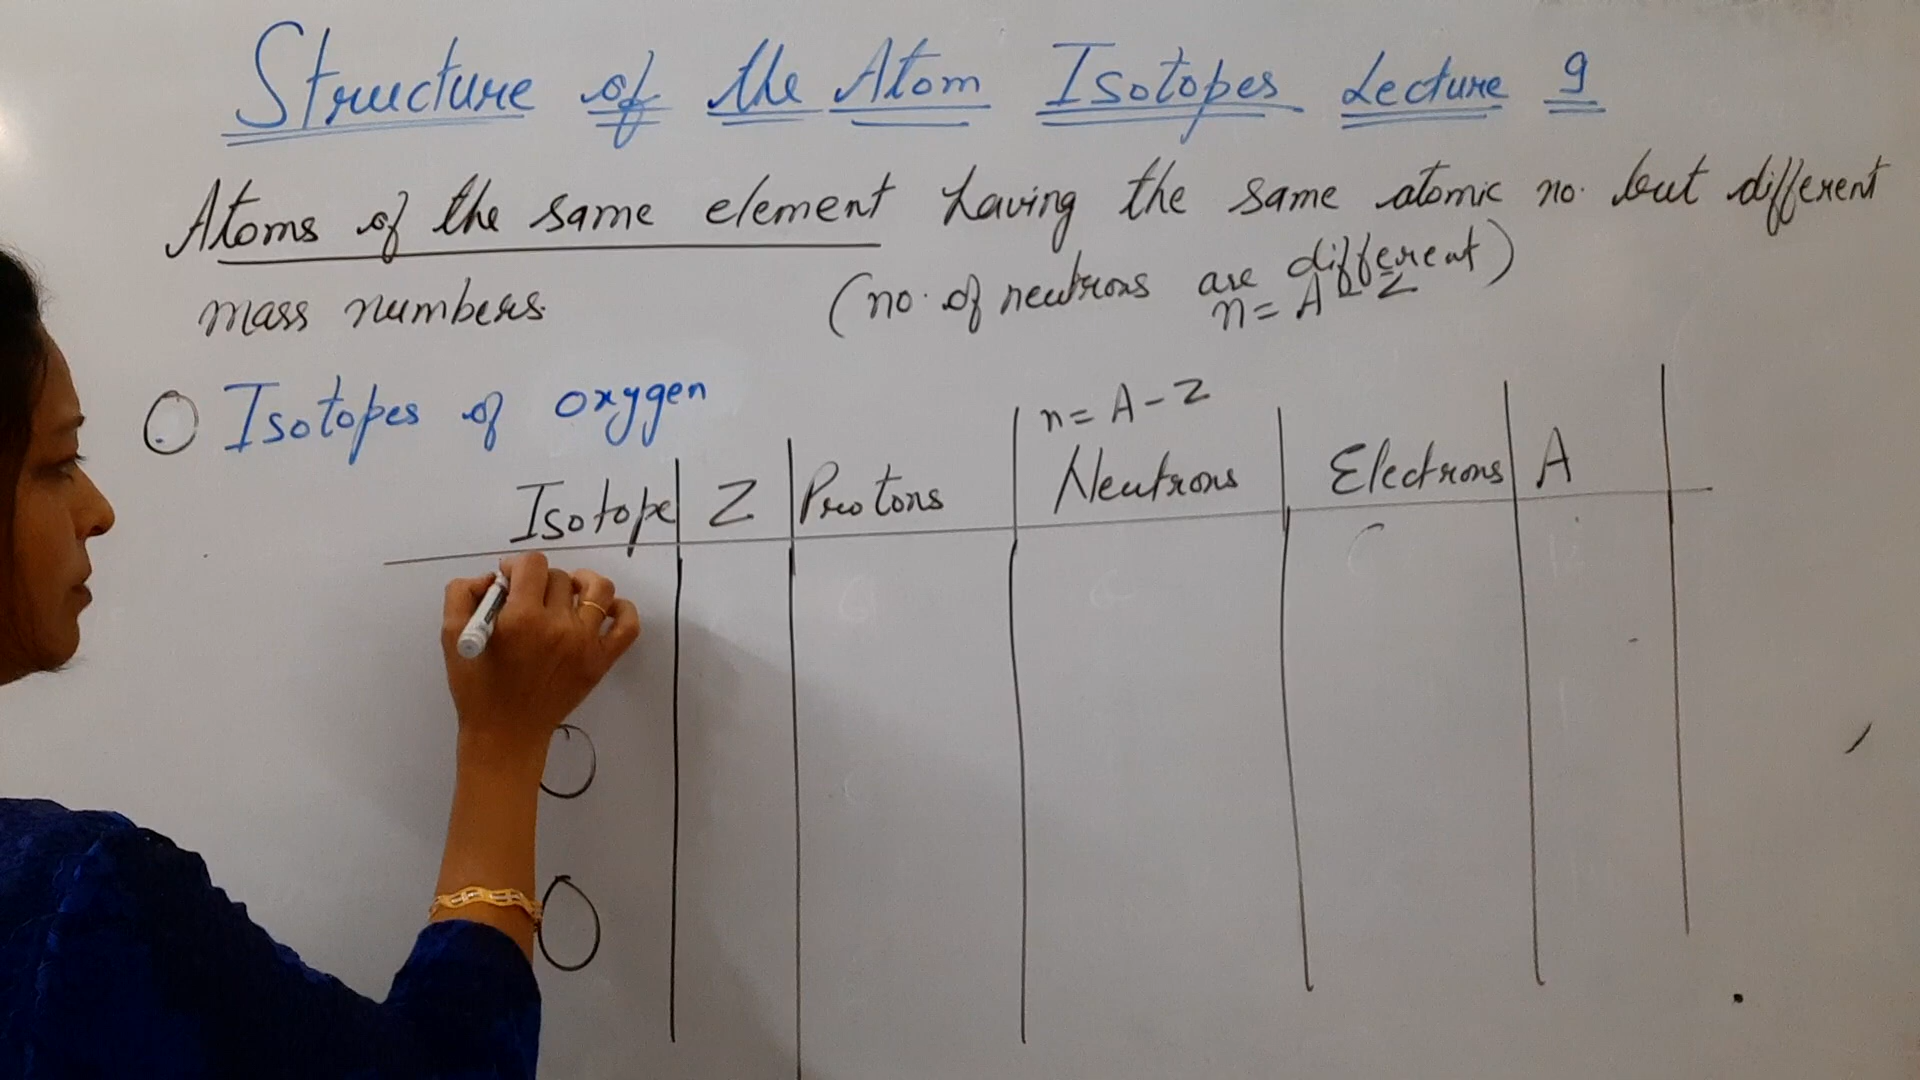 Structure of the Atom Isotopes Lecture 9
Atoms of the same element having the same atomic no. but different
mass numbers. (no. of neutrons are different)
n = A - Z
O Isotopes of oxygen
n = A - Z
Isotope Z Protons Neutrons Electrons A
O
O